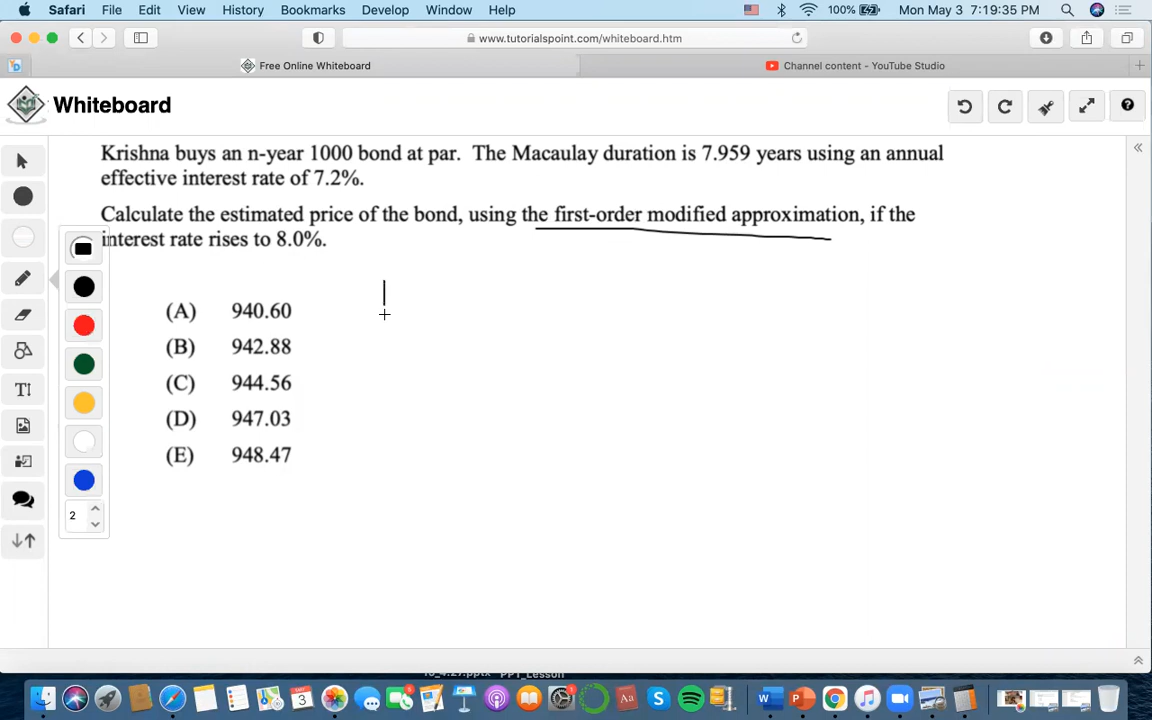 Safari File Edit View History Bookmarks Develop Window Help 100% Mon May 3 7:19:35 PM
www.tutorialspoint.com/whiteboard.htm
Free Online Whiteboard Channel content - YouTube Studio
Whiteboard
Krishna buys an n-year 1000 bond at par. The Macaulay duration is 7.959 years using an annual
effective interest rate of 7.2%.
Calculate the estimated price of the bond, using the first-order modified approximation, if the
interest rate rises to 8.0%.
(A) 940.60
(B) 942.88
(C) 944.56
(D) 947.03
(E) 948.47
2